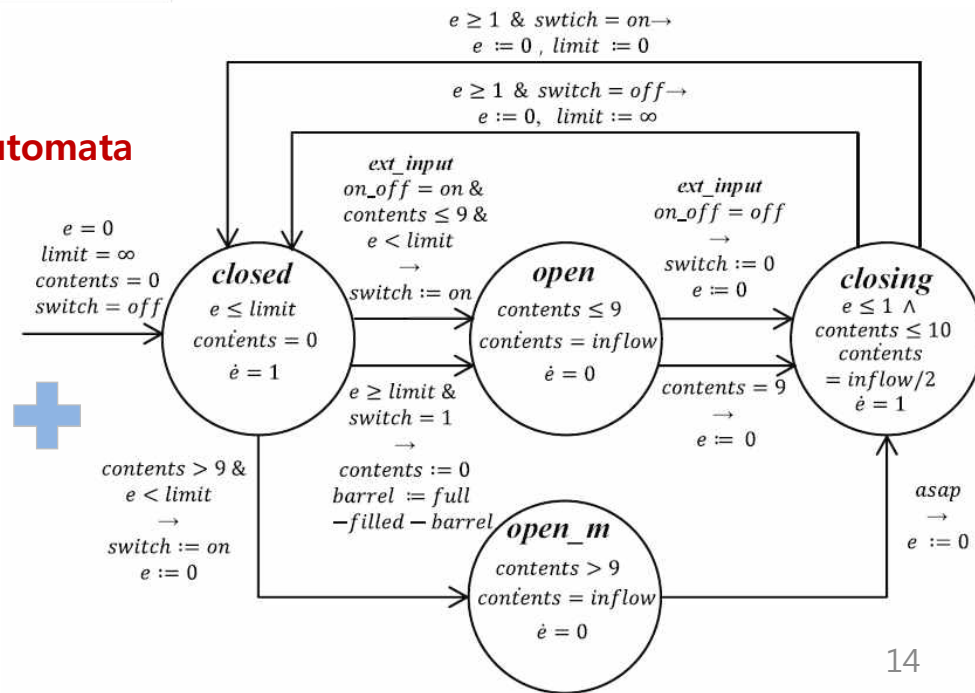 e ≥ 1 & swtich = on→
e := 0 , limit := 0
e ≥ 1 & switch = off→
e := 0, limit := ∞
utomata
e = 0
limit = ∞
contents = 0
switch = off
closed
e ≤ limit
contents̊ = 0
ė = 1
ext_input
on_off = on &
contents ≤ 9 &
e < limit
→
switch := on
open
contents ≤ 9
contėnts = inflow
ė = 0
ext_input
on_off = off
→
switch := 0
e := 0
closing
e ≤ 1 ∧
contents ≤ 10
contėnts
= inflow/2
ė = 1
e ≥ limit &
switch = 1
→
contents := 0
barrel := full
−filled − barrel
contents = 9
→
e := 0
contents > 9 &
e < limit
→
switch := on
e := 0
open_m
contents > 9
contėnts = inflow
ė = 0
asap
→
e := 0
14